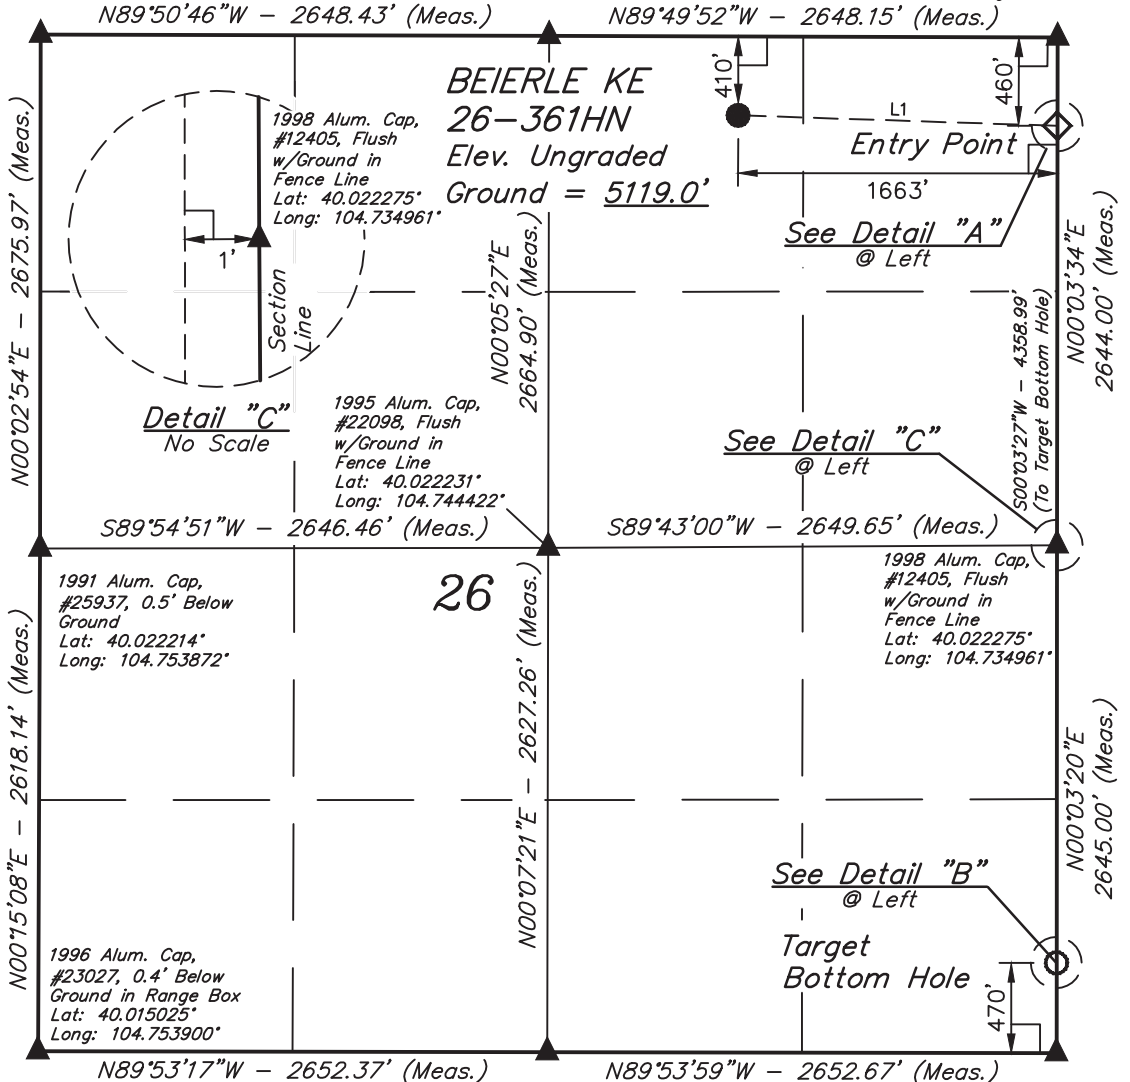 N89°50'46"W - 2648.43' (Meas.)
N89°49'52"W - 2648.15' (Meas.)
BEIERLE KE
26-361HN
Elev. Ungraded
Ground = 5119.0'
410'
460'
L1
Entry Point
1663'
See Detail "A"
@ Left
1998 Alum. Cap,
#12405, Flush
w/Ground in
Fence Line
Lat: 40.022275°
Long: 104.734961°
1'
Section
Line
Detail "C"
No Scale
N00°02'54"E - 2675.97' (Meas.)
N00°05'27"E
2664.90' (Meas.)
N00°03'34"E
2644.00' (Meas.)
S00°03'27"W - 4358.99'
(To Target Bottom Hole)
1995 Alum. Cap,
#22098, Flush
w/Ground in
Fence Line
Lat: 40.022231°
Long: 104.744422°
See Detail "C"
@ Left
S89°54'51"W - 2646.46' (Meas.)
S89°43'00"W - 2649.65' (Meas.)
1991 Alum. Cap,
#25937, 0.5' Below
Ground
Lat: 40.022214°
Long: 104.753872°
26
1998 Alum. Cap,
#12405, Flush
w/Ground in
Fence Line
Lat: 40.022275°
Long: 104.734961°
N00°15'08"E - 2618.14' (Meas.)
N00°07'21"E - 2627.26' (Meas.)
N00°03'20"E
2645.00' (Meas.)
See Detail "B"
@ Left
Target
Bottom Hole
470'
1996 Alum. Cap,
#23027, 0.4' Below
Ground in Range Box
Lat: 40.015025°
Long: 104.753900°
N89°53'17"W - 2652.37' (Meas.)
N89°53'59"W - 2652.67' (Meas.)